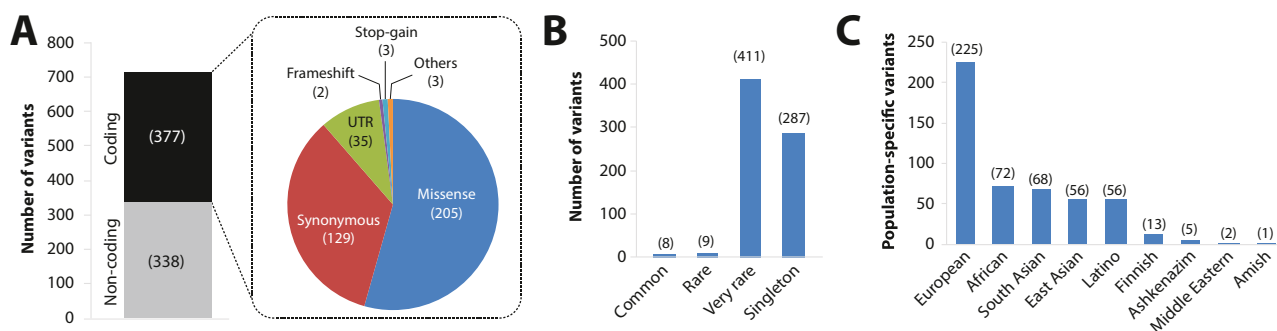 A
Number of variants
800
700
600
500
400
300
200
100
0
Coding
Non-coding
(377)
(338)
Stop-gain
(3)
Frameshift
(2)
Others
(3)
UTR
(35)
Missense
(205)
Synonymous
(129)
B
Number of variants
500
400
300
200
100
0
(8)
(9)
(411)
(287)
Common
Rare
Very rare
Singleton
C
Population-specific variants
250
200
150
100
50
0
(225)
(72)
(68)
(56)
(56)
(13)
(5)
(2)
(1)
European
African
South Asian
East Asian
Latino
Finnish
Ashkenazim
Middle Eastern
Amish